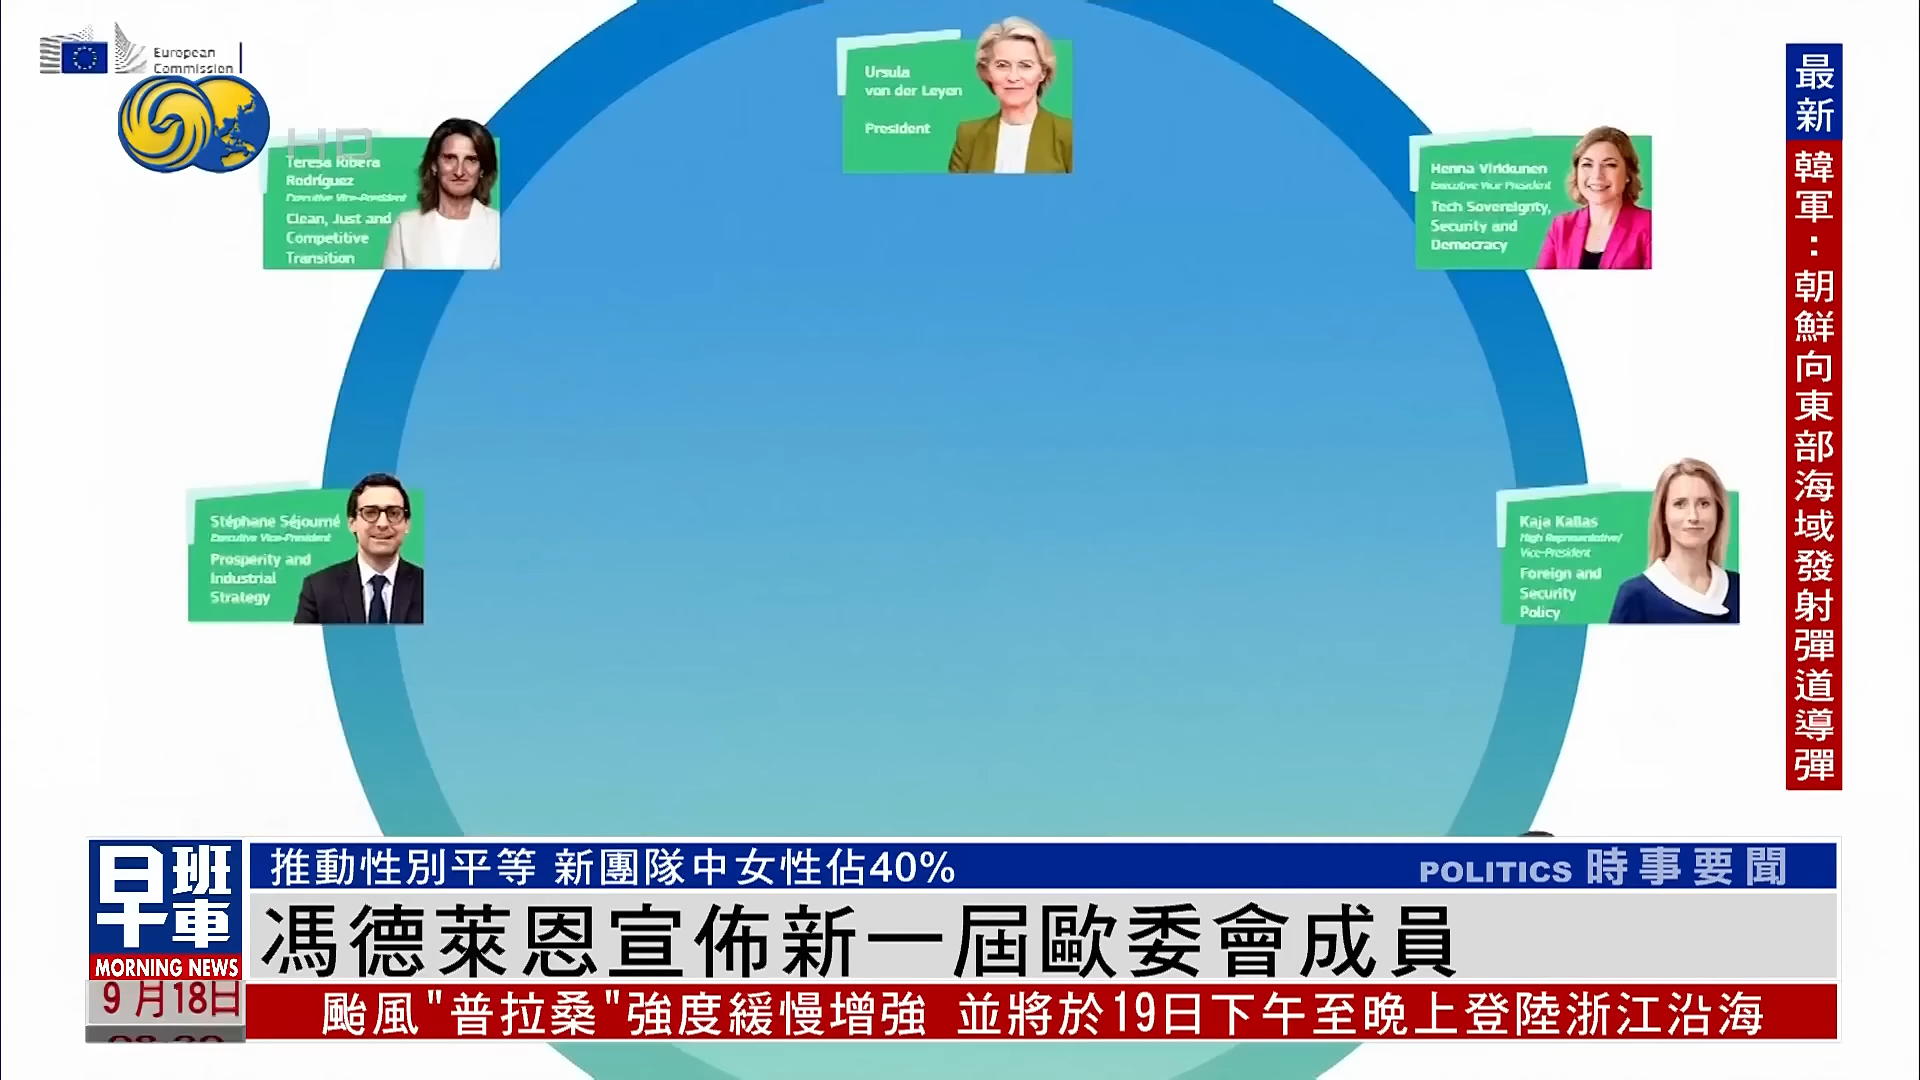 European
Commission
HD
Ursula
von der Leyen
President
Teresa Ribera
Rodríguez
Executive Vice-President
Clean, Just and
Competitive
Transition
Henna Virkkunen
Executive Vice President
Tech Sovereignty,
Security and
Democracy
Stéphane Séjourné
Executive Vice-President
Prosperity and
Industrial
Strategy
Kaja Kallas
High Representative/
Vice-President
Foreign and
Security
Policy
最新
韓軍：朝鮮向東部海域發射彈道導彈
早班車
MORNING NEWS
9月18日
推動性別平等 新團隊中女性佔40%
POLITICS 時事要聞
馮德萊恩宣佈新一屆歐委會成員
颱風"普拉桑"強度緩慢增強 並將於19日下午至晚上登陸浙江沿海